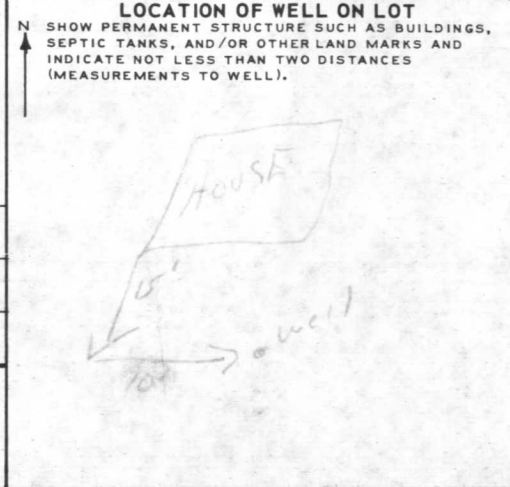 LOCATION OF WELL ON LOT
N SHOW PERMANENT STRUCTURE SUCH AS BUILDINGS,
SEPTIC TANKS, AND/OR OTHER LAND MARKS AND
INDICATE NOT LESS THAN TWO DISTANCES
(MEASUREMENTS TO WELL).
HOUSE
15'
well